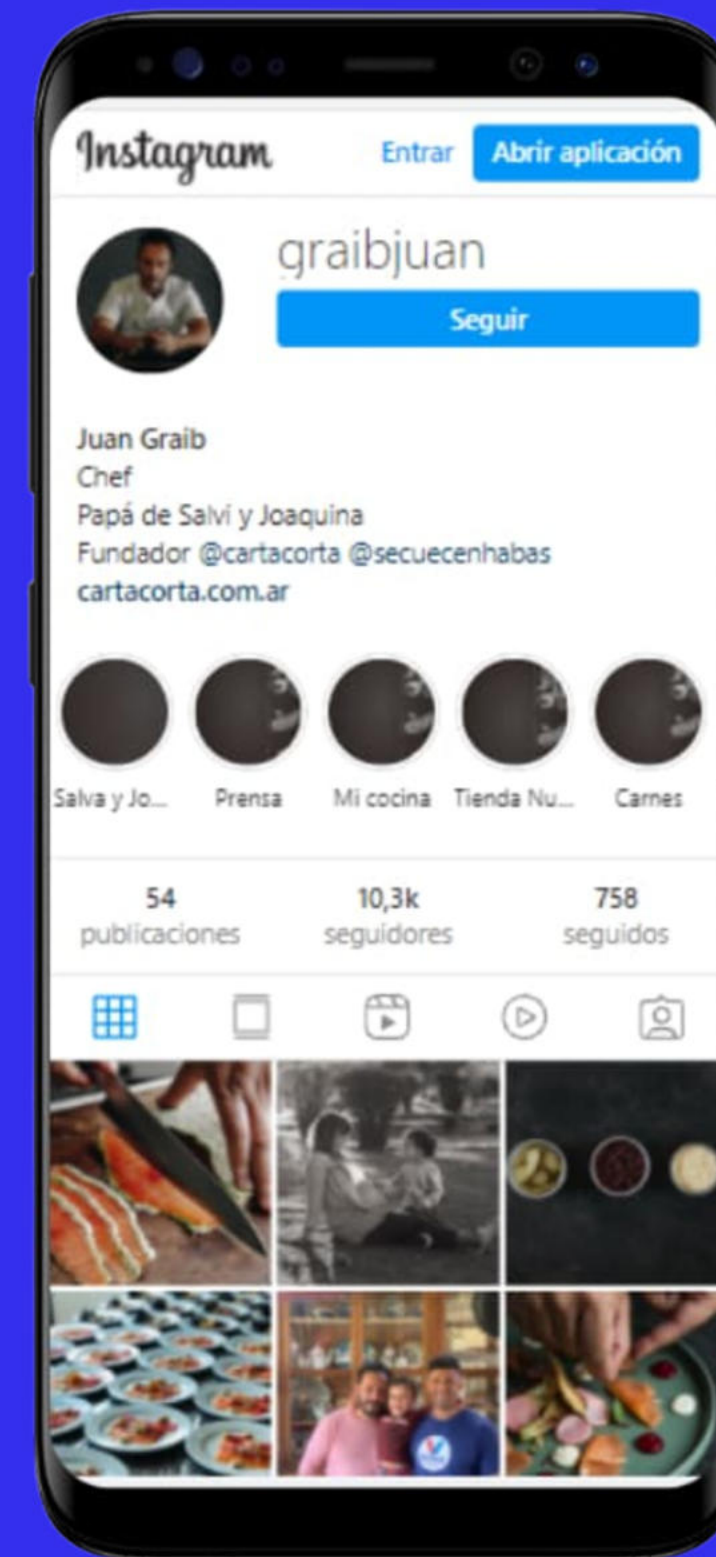 Instagram
Entrar
Abrir aplicación
graibjuan
Seguir
Juan Graib
Chef
Papá de Salvi y Joaquina
Fundador @cartacorta @secuecenhabas
cartacorta.com.ar
Salva y Jo...
Prensa
Mi cocina
Tienda Nu...
Carnes
54
publicaciones
10,3k
seguidores
758
seguidos